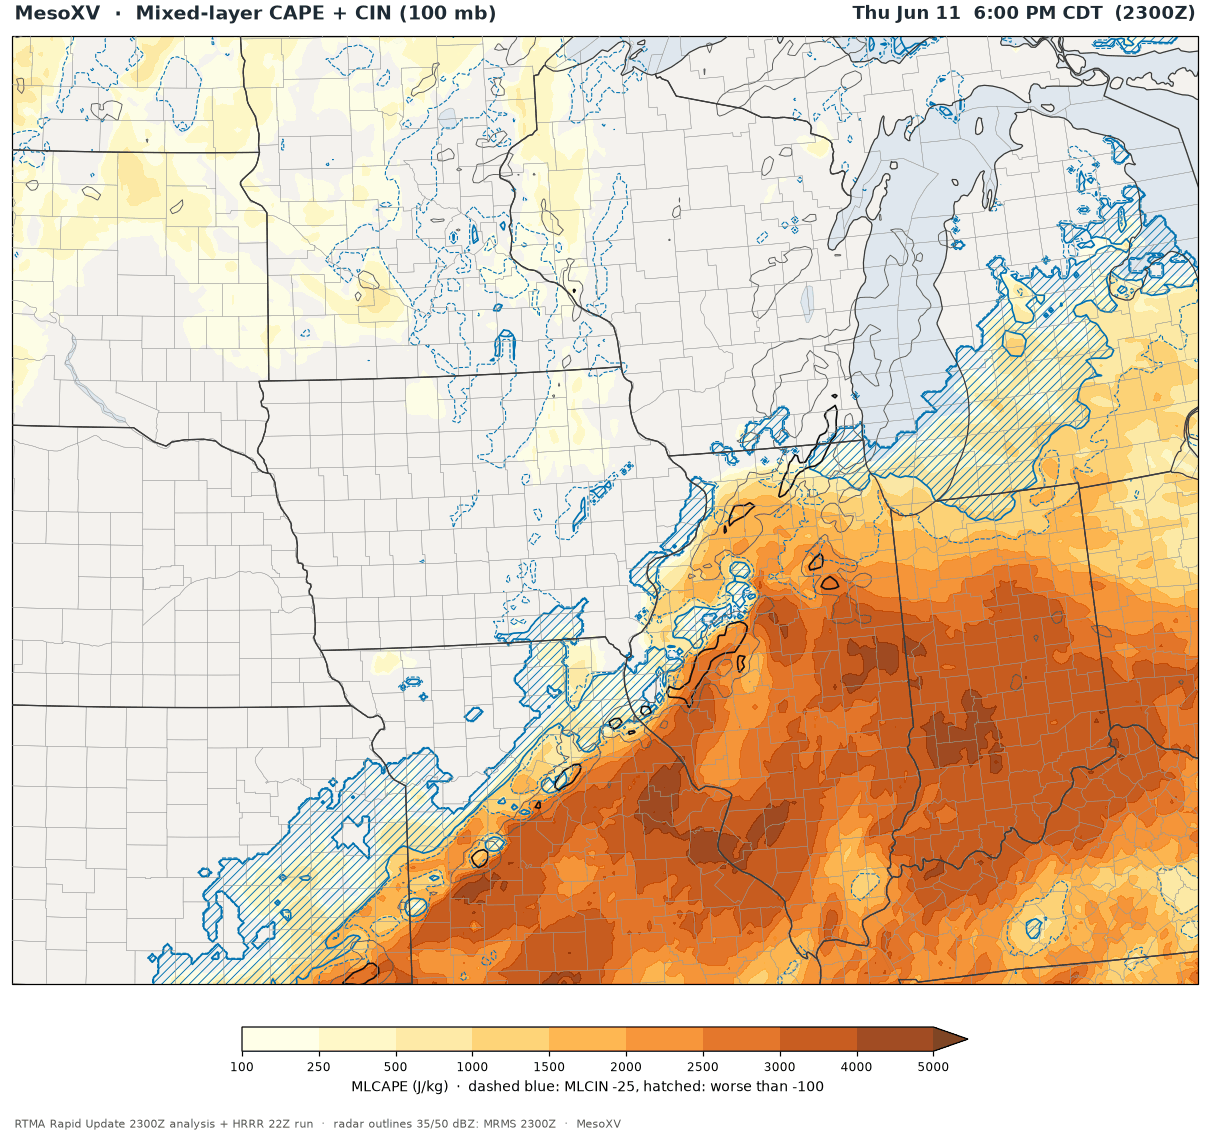 MesoXV · Mixed-layer CAPE + CIN (100 mb)
Thu Jun 11 6:00 PM CDT (2300Z)
100 250 500 1000 1500 2000 2500 3000 4000 5000
MLCAPE (J/kg) · dashed blue: MLCIN -25, hatched: worse than -100
RTMA Rapid Update 2300Z analysis + HRRR 22Z run · radar outlines 35/50 dBZ: MRMS 2300Z · MesoXV